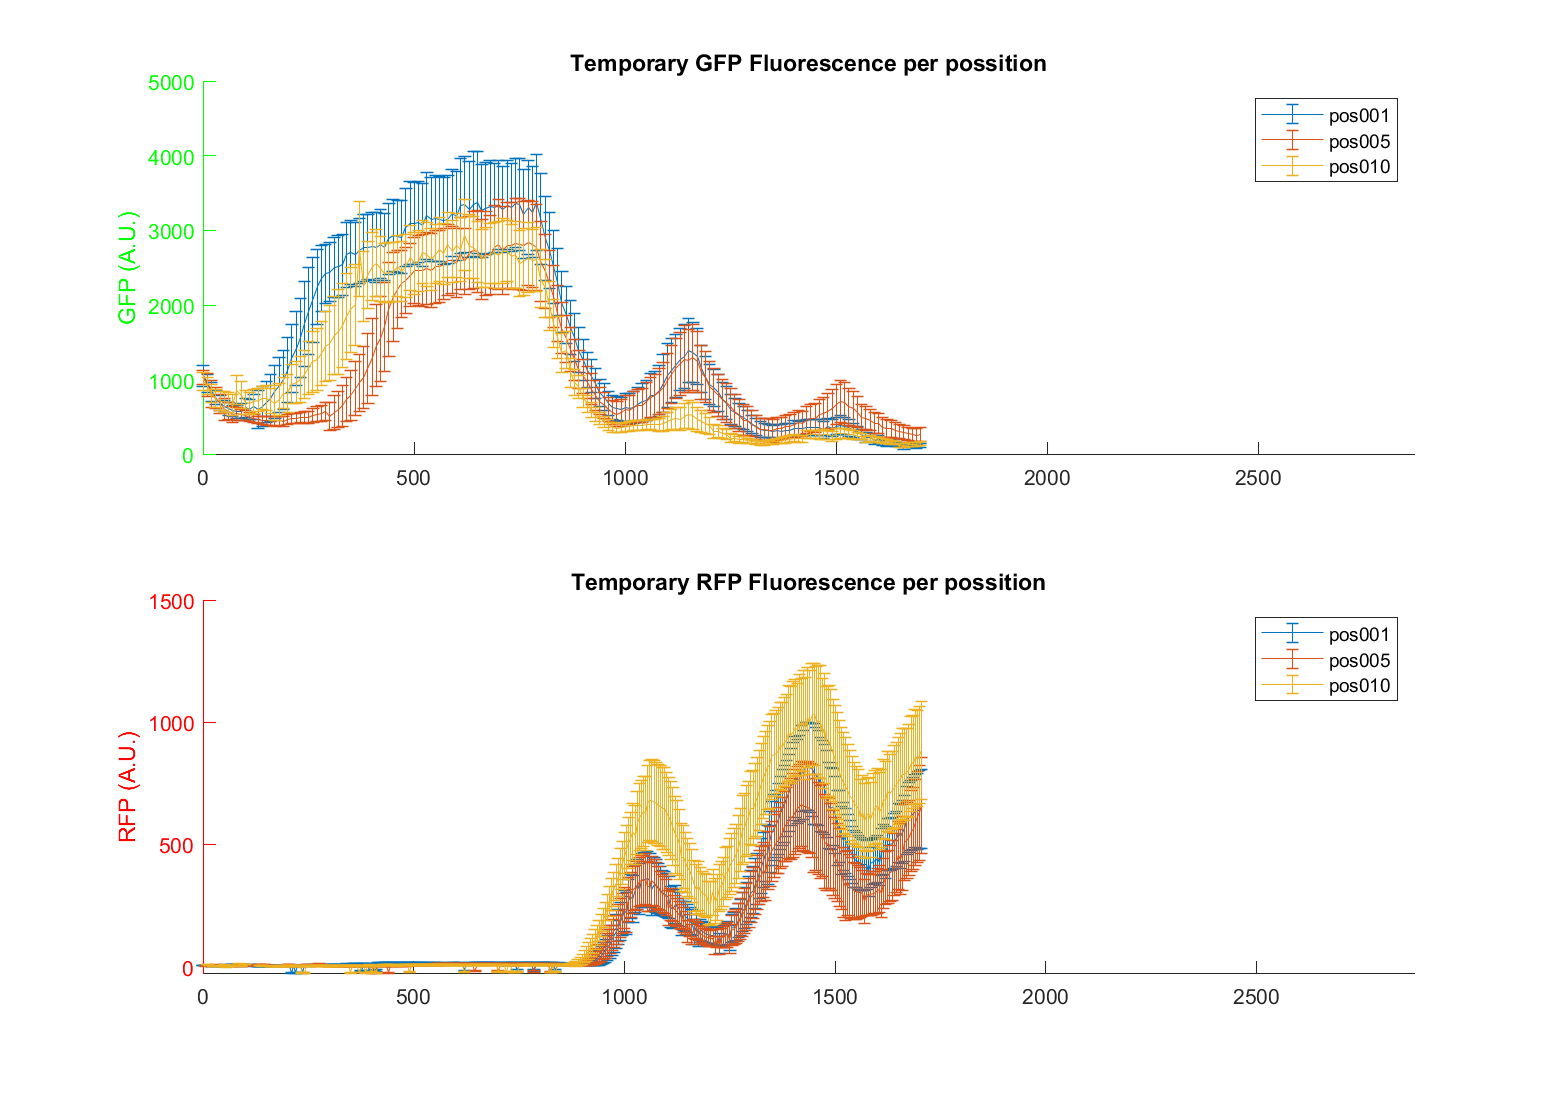 Temporary GFP Fluorescence per possition
5000
4000
3000
2000
1000
0
GFP (A.U.)
pos001
pos005
pos010
0 500 1000 1500 2000 2500
Temporary RFP Fluorescence per possition
1500
1000
500
0
RFP (A.U.)
pos001
pos005
pos010
0 500 1000 1500 2000 2500